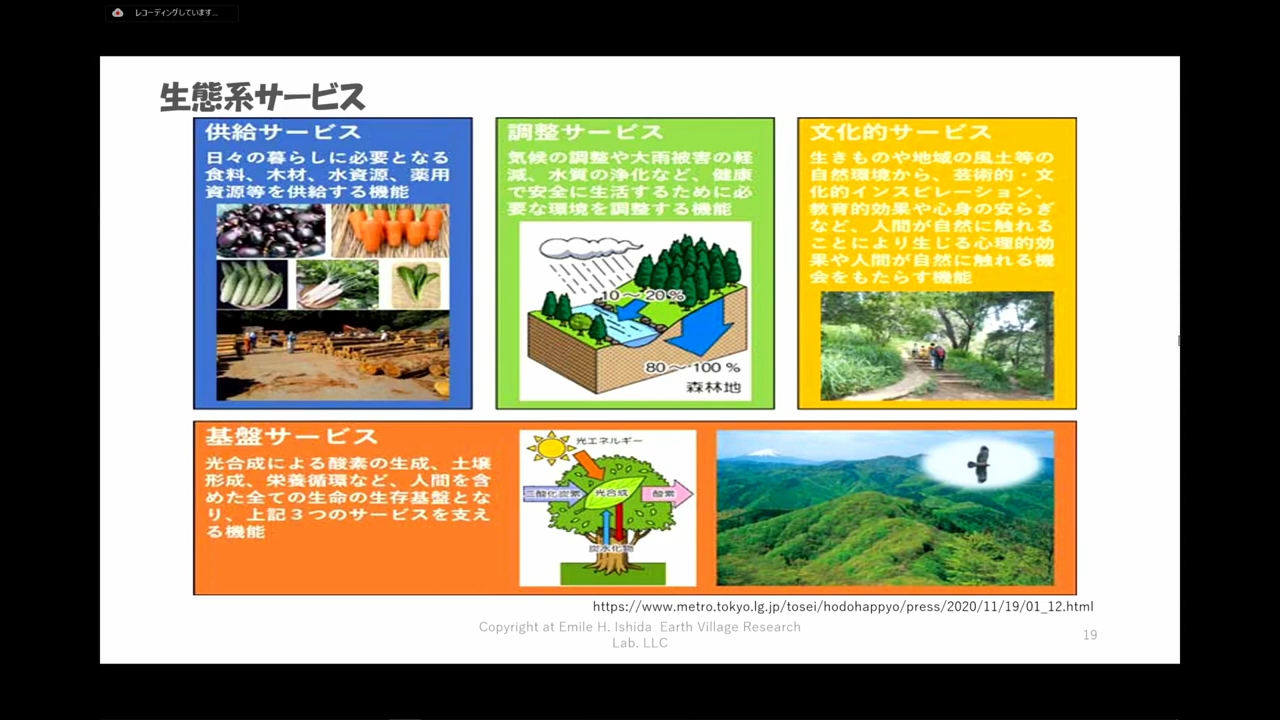 レコーディングしています...
生態系サービス
供給サービス
日々の暮らしに必要となる
食料、木材、水資源、薬用
資源等を供給する機能
調整サービス
気候の調整や大雨被害の軽
減、水質の浄化など、健康
で安全に生活するために必
要な環境を調整する機能
10～20%
80～100%
森林地
文化的サービス
生きものや地域の風土等の
自然環境から、芸術的・文
化的インスピレーション、
教育的効果や心身の安らぎ
など、人間が自然に触れる
ことにより生じる心理的効
果や人間が自然に触れる機
会をもたらす機能
基盤サービス
光合成による酸素の生成、土壌
形成、栄養循環など、人間を含
めた全ての生命の生存基盤とな
り、上記３つのサービスを支え
る機能
光エネルギー
二酸化炭素
光合成
酸素
炭水化物
https://www.metro.tokyo.lg.jp/tosei/hodohappyo/press/2020/11/19/01_12.html
Copyright at Emile H. Ishida Earth Village Research
Lab. LLC
19